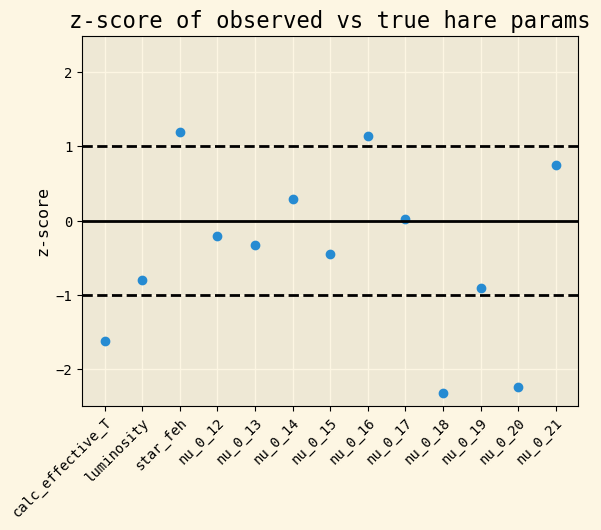 z-score of observed vs true hare params
z-score
2
1
0
−1
−2
calc_effective_T
luminosity
star_feh
nu_0_12
nu_0_13
nu_0_14
nu_0_15
nu_0_16
nu_0_17
nu_0_18
nu_0_19
nu_0_20
nu_0_21